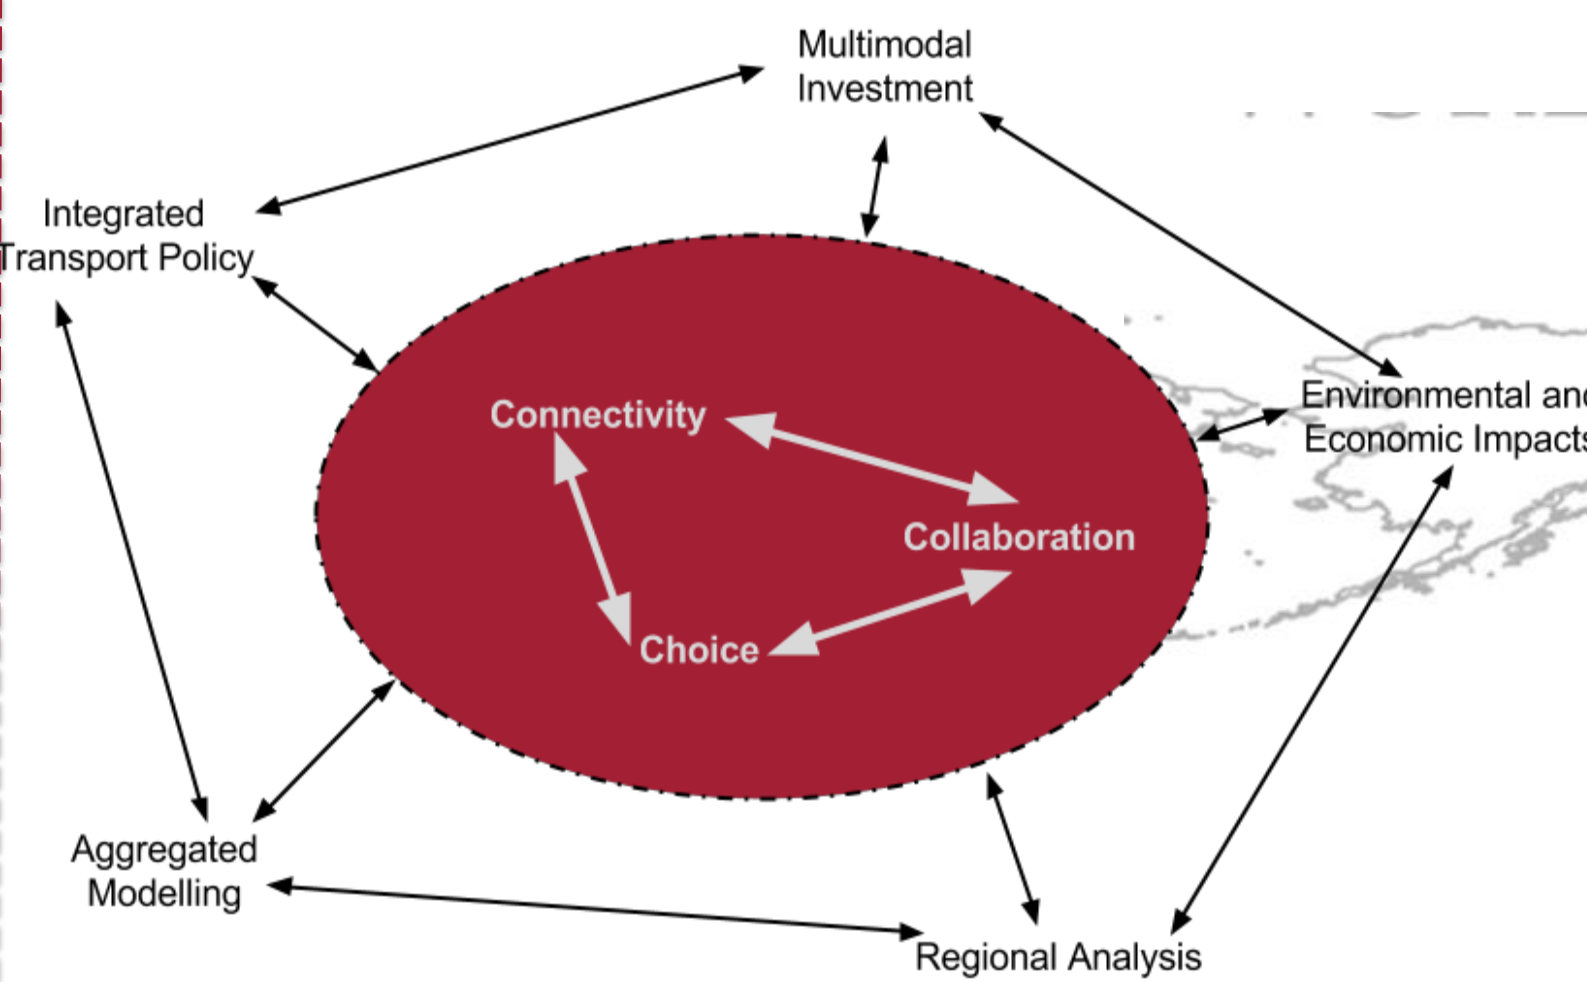 Multimodal
Investment
Integrated
Transport Policy
Environmental and
Economic Impacts
Connectivity
Collaboration
Choice
Aggregated
Modelling
Regional Analysis